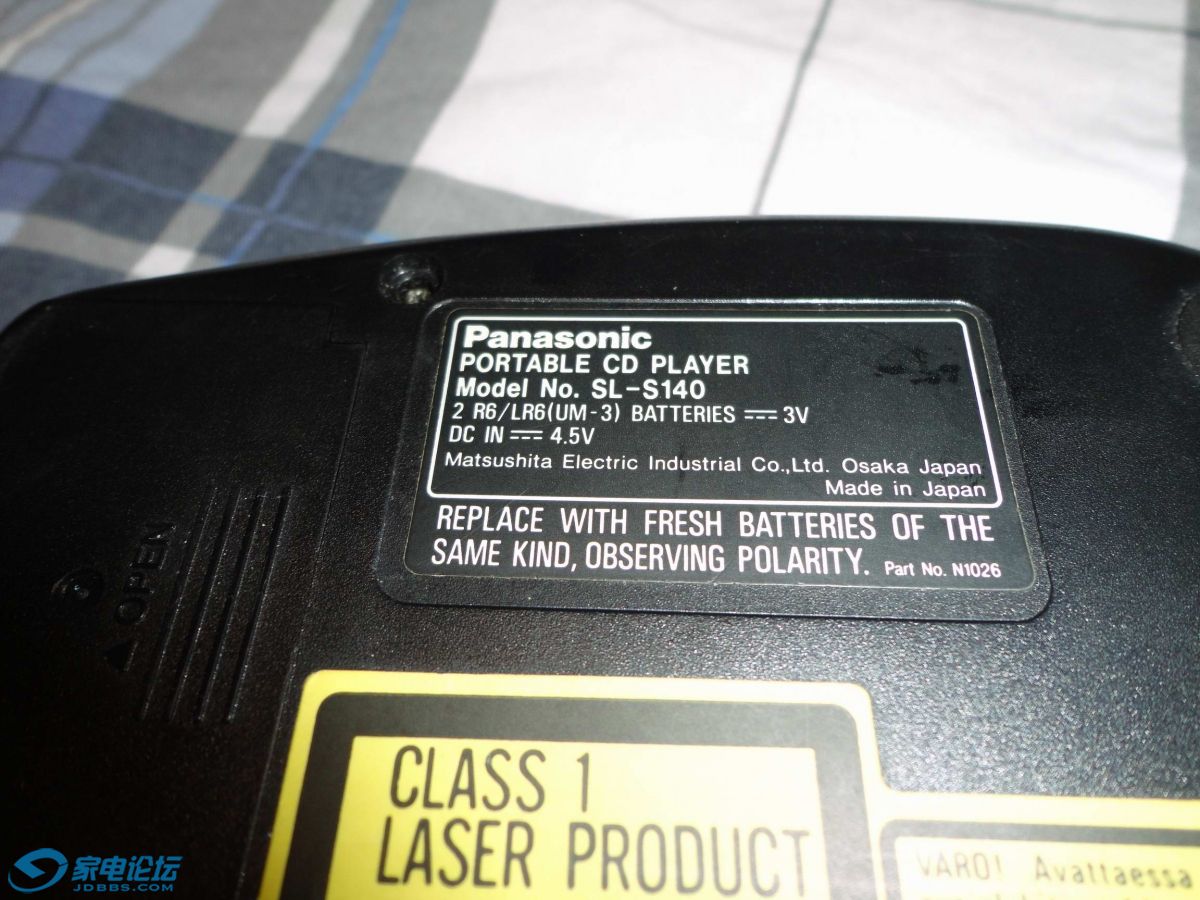 Panasonic
PORTABLE CD PLAYER
Model No. SL-S140
2 R6/LR6(UM-3) BATTERIES ⎓ 3V
DC IN ⎓ 4.5V
Matsushita Electric Industrial Co.,Ltd. Osaka Japan
Made in Japan
REPLACE WITH FRESH BATTERIES OF THE
SAME KIND, OBSERVING POLARITY. Part No. N1026
OPEN
CLASS 1
LASER PRODUCT
VARO! Avattaessa
家电论坛
JDBBS.COM